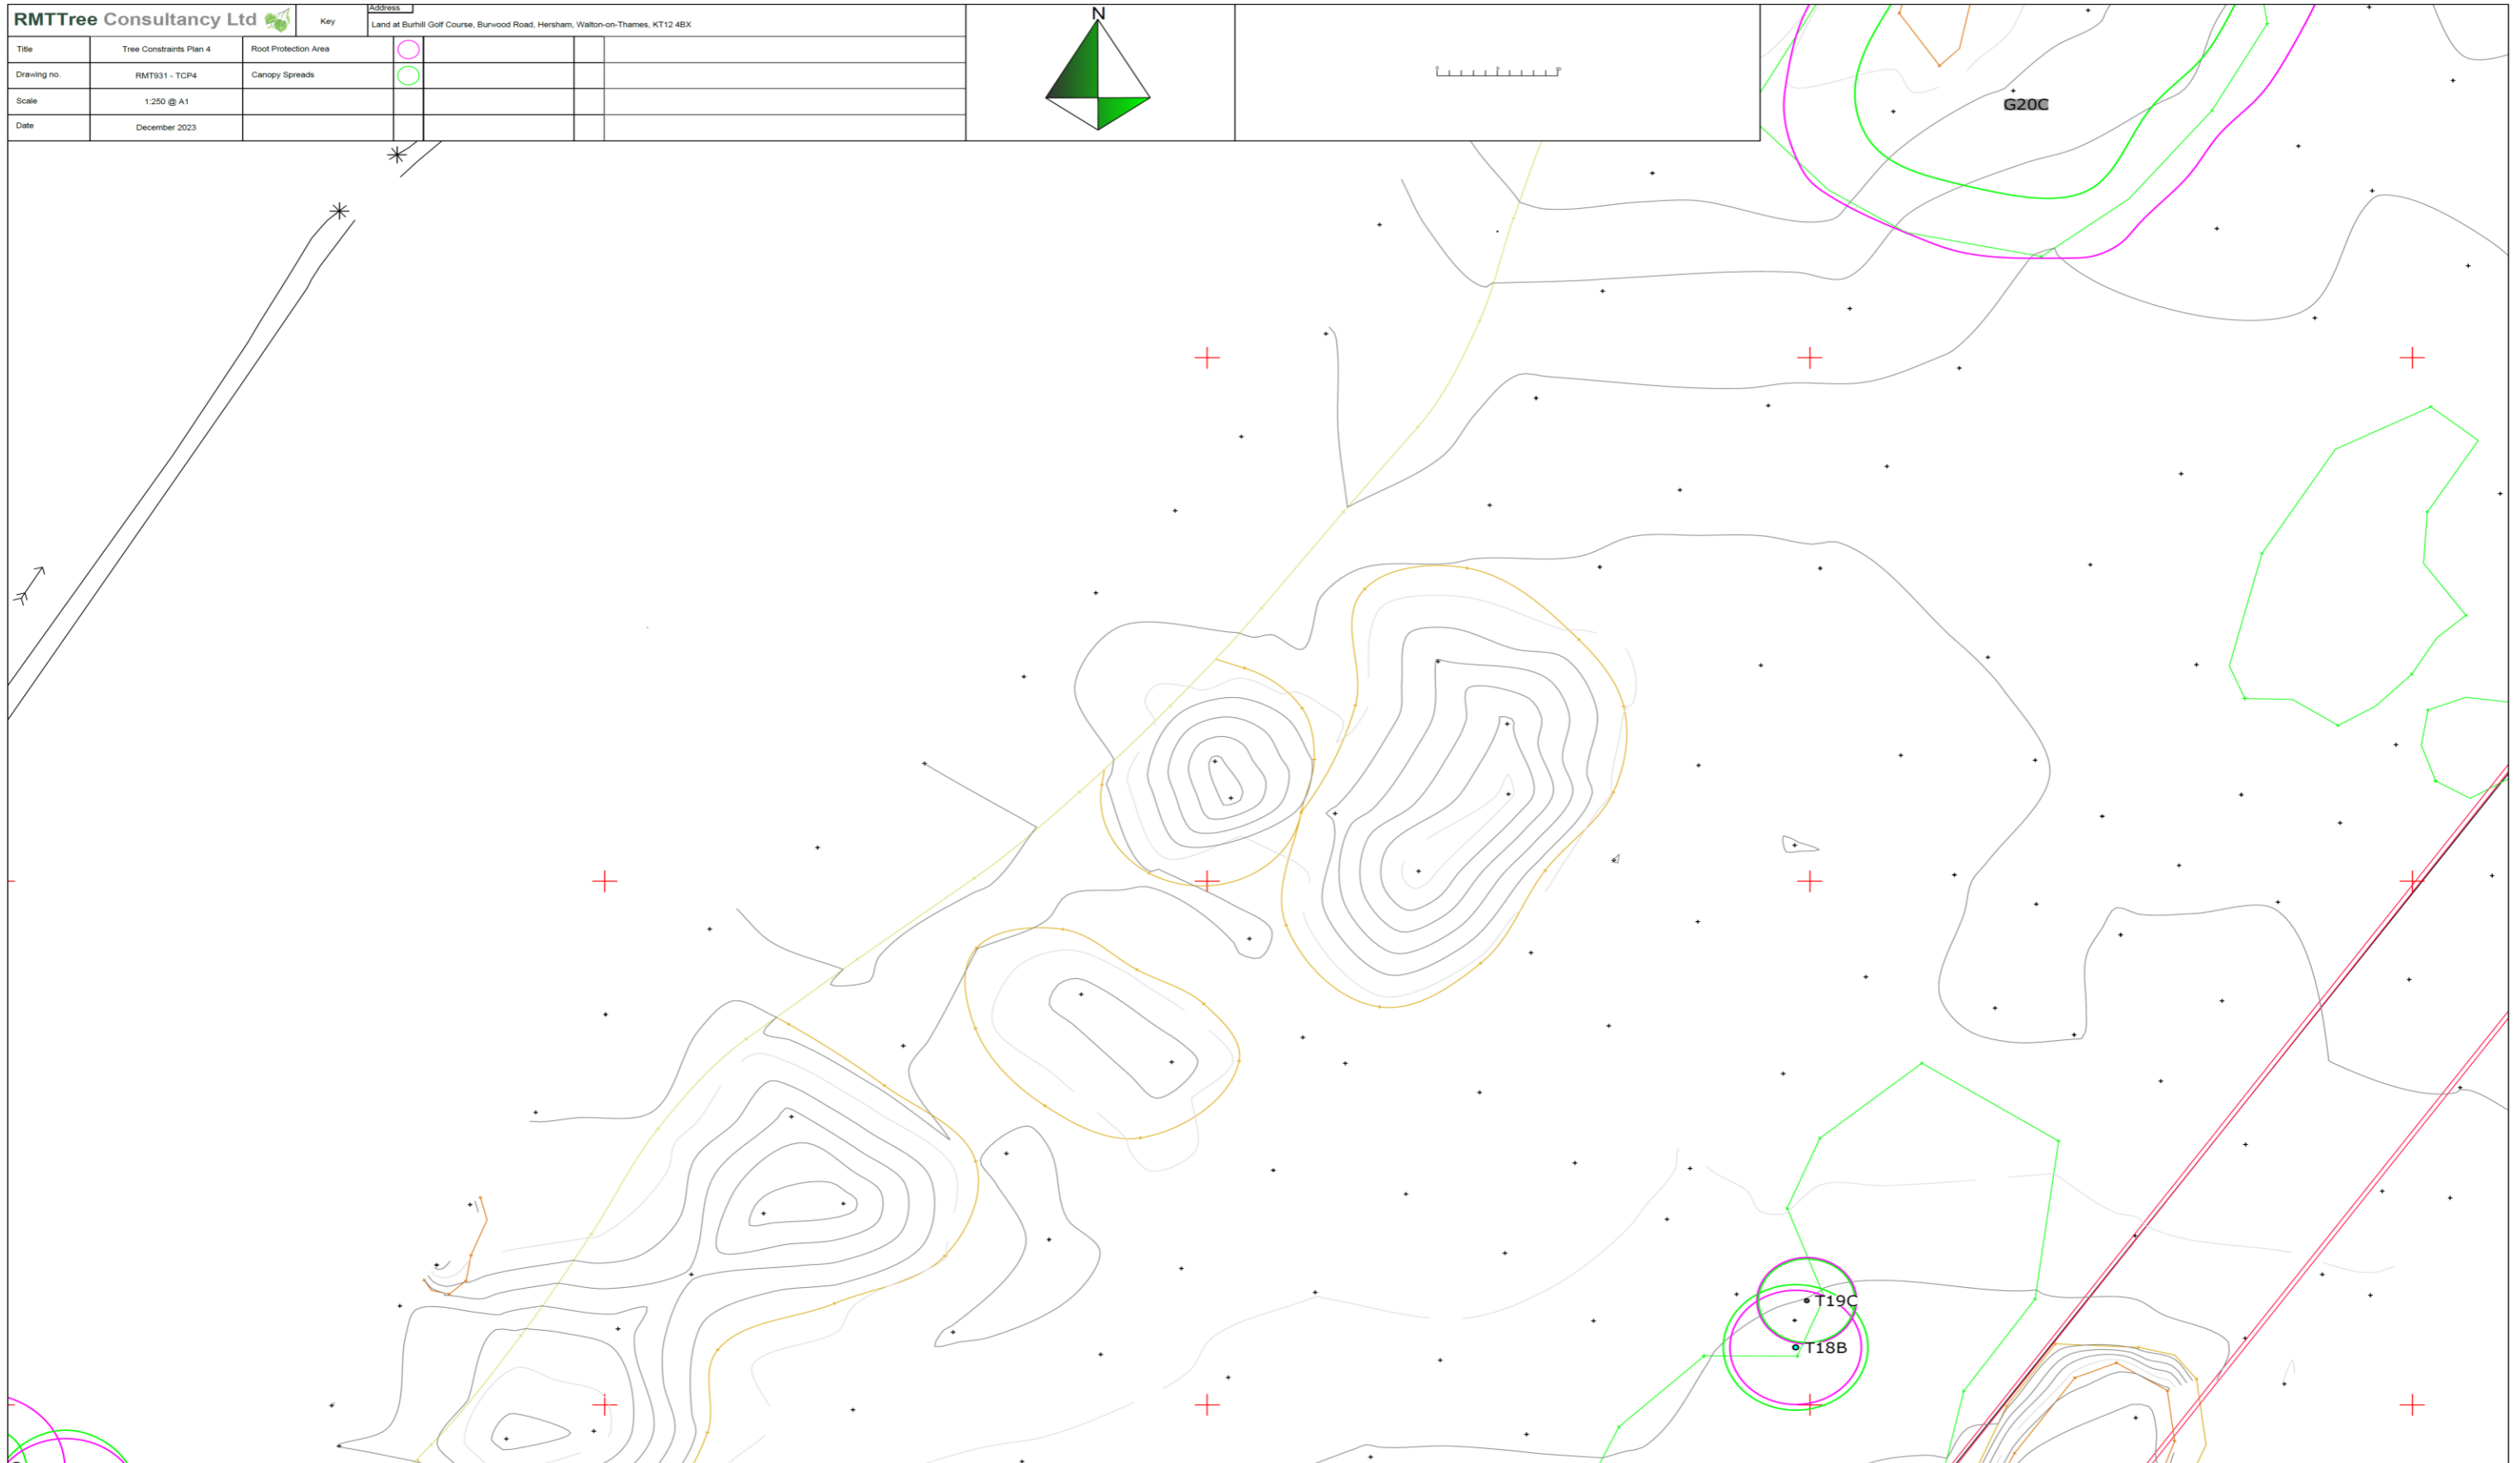 RMTTree Consultancy Ltd
Key
Address
Land at Burhill Golf Course, Burwood Road, Hersham, Walton-on-Thames, KT12 4BX
Title
Tree Constraints Plan 4
Root Protection Area
Drawing no.
RMT931 - TCP4
Canopy Spreads
Scale
1:250 @ A1
Date
December 2023
N
G20C
T19C
T18B